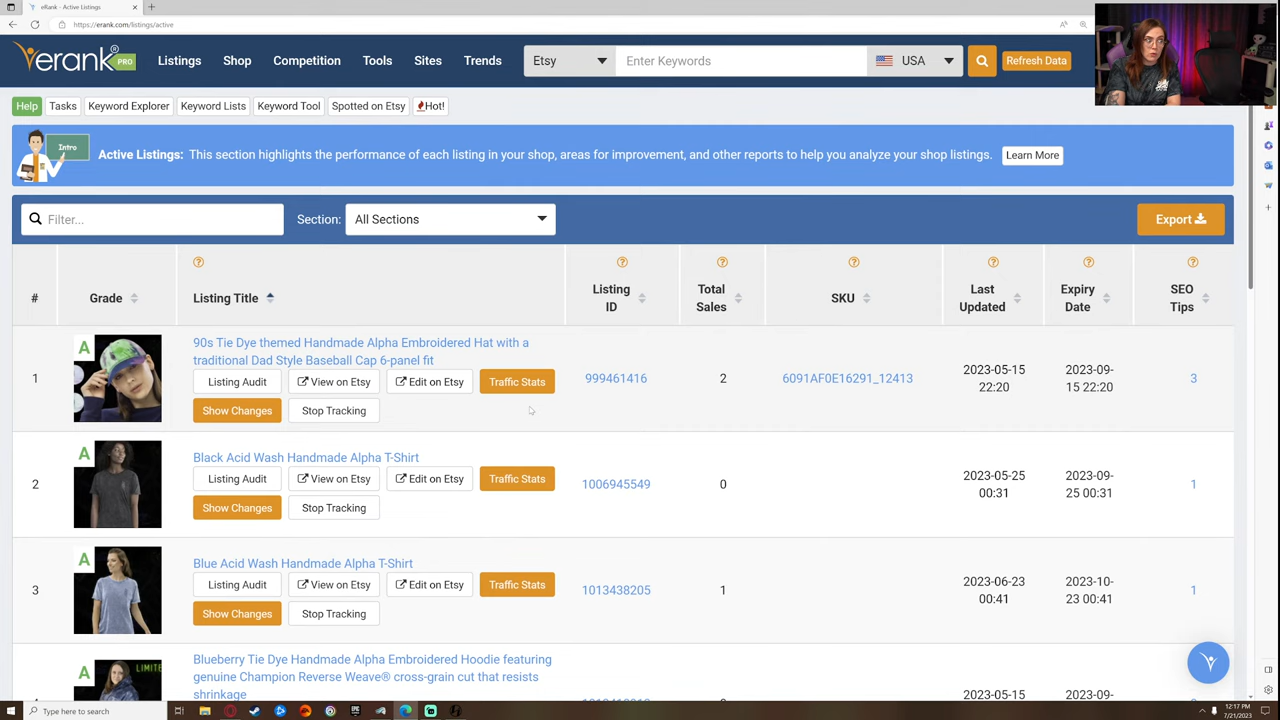 eRank - Active Listings
https://erank.com/listings/active
erank® PRO
Listings
Shop
Competition
Tools
Sites
Trends
Etsy
Enter Keywords
USA
Refresh Data
Help
Tasks
Keyword Explorer
Keyword Lists
Keyword Tool
Spotted on Etsy
Hot!
Intro
Active Listings: This section highlights the performance of each listing in your shop, areas for improvement, and other reports to help you analyze your shop listings.
Learn More
Filter...
Section:
All Sections
Export
#
Grade
Listing Title
Listing
ID
Total
Sales
SKU
Last
Updated
Expiry
Date
SEO
Tips
1
A
90s Tie Dye themed Handmade Alpha Embroidered Hat with a
traditional Dad Style Baseball Cap 6-panel fit
Listing Audit
View on Etsy
Edit on Etsy
Traffic Stats
Show Changes
Stop Tracking
999461416
2
6091AF0E16291_12413
2023-05-15
22:20
2023-09-
15 22:20
3
2
A
Black Acid Wash Handmade Alpha T-Shirt
Listing Audit
View on Etsy
Edit on Etsy
Traffic Stats
Show Changes
Stop Tracking
1006945549
0
2023-05-25
00:31
2023-09-
25 00:31
1
3
A
Blue Acid Wash Handmade Alpha T-Shirt
Listing Audit
View on Etsy
Edit on Etsy
Traffic Stats
Show Changes
Stop Tracking
1013438205
1
2023-06-23
00:41
2023-10-
23 00:41
1
A
LIMITE
Blueberry Tie Dye Handmade Alpha Embroidered Hoodie featuring
genuine Champion Reverse Weave® cross-grain cut that resists
shrinkage
2023-05-15
2023-09-
Type here to search
12:17 PM
7/21/2023